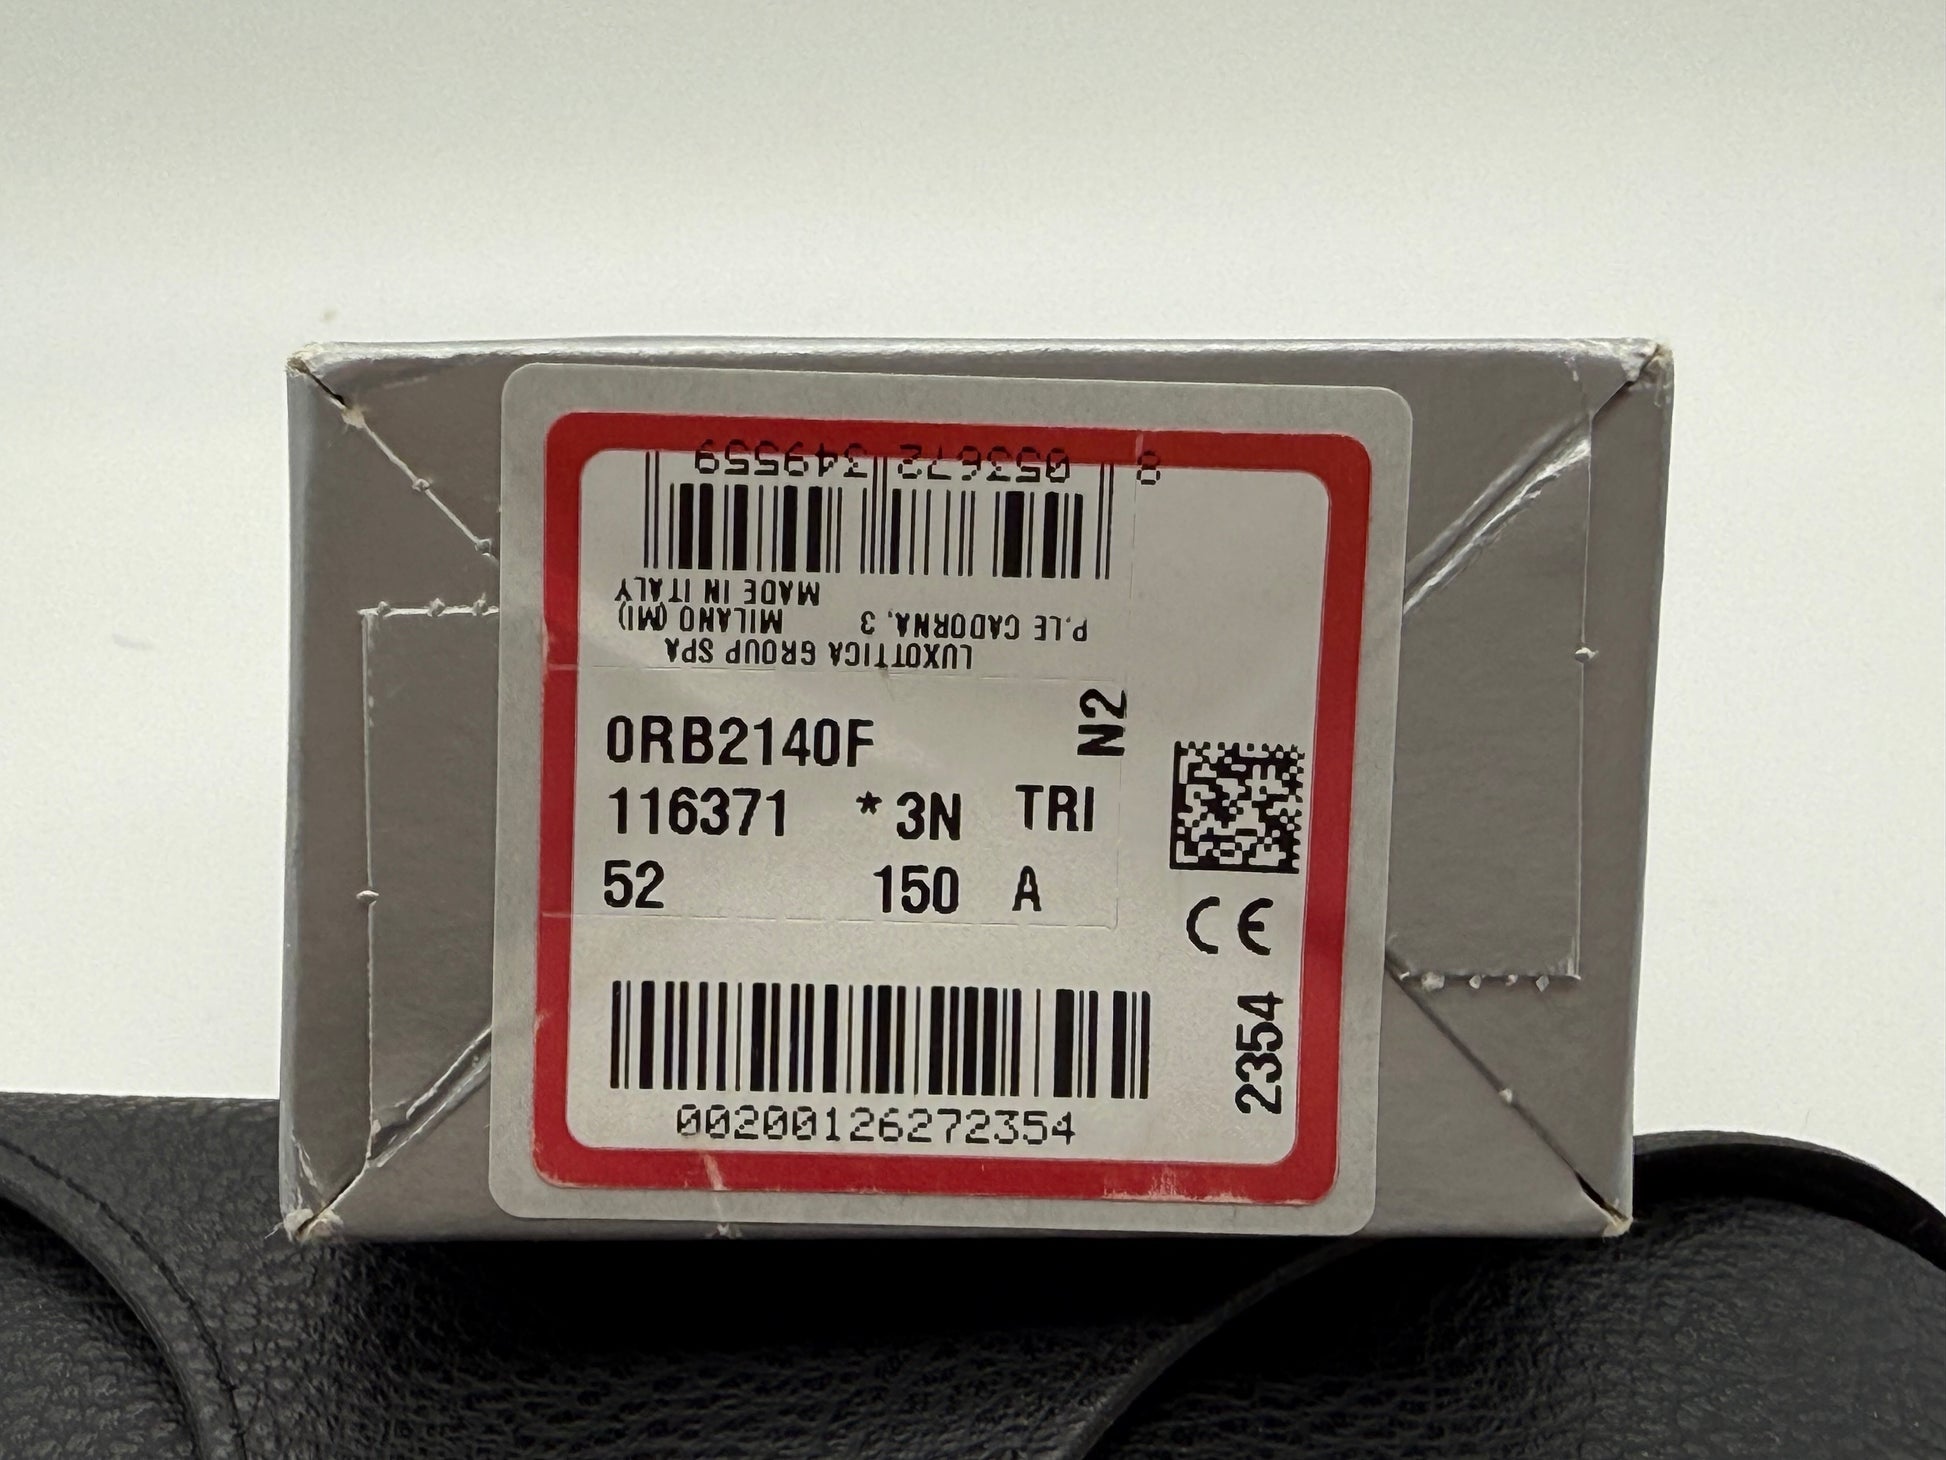 8 053672 349559
LUXOTTICA GROUP SPA
P.LE CADORNA, 3 MILANO (MI)
MADE IN ITALY
0RB2140F N2
116371 * 3N TRI
52 150 A
CE
2354
00200126272354